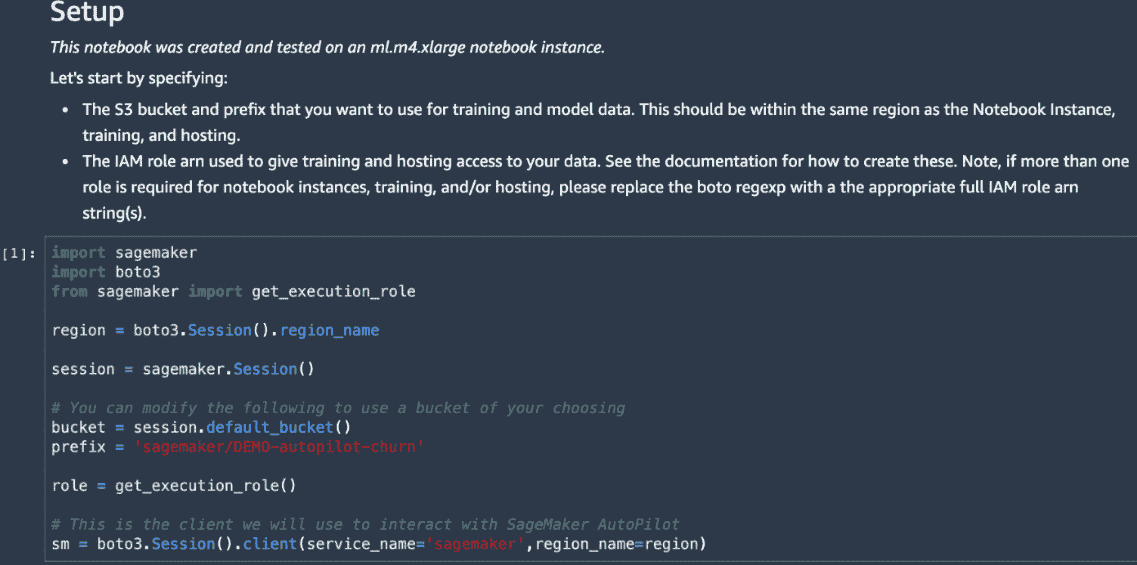 Setup
This notebook was created and tested on an ml.m4.xlarge notebook instance.
Let's start by specifying:
• The S3 bucket and prefix that you want to use for training and model data. This should be within the same region as the Notebook Instance,
training, and hosting.
• The IAM role arn used to give training and hosting access to your data. See the documentation for how to create these. Note, if more than one
role is required for notebook instances, training, and/or hosting, please replace the boto regexp with a the appropriate full IAM role arn
string(s).
[1]: import sagemaker
import boto3
from sagemaker import get_execution_role
region = boto3.Session().region_name
session = sagemaker.Session()
# You can modify the following to use a bucket of your choosing
bucket = session.default_bucket()
prefix = 'sagemaker/DEMO-autopilot-churn'
role = get_execution_role()
# This is the client we will use to interact with SageMaker AutoPilot
sm = boto3.Session().client(service_name='sagemaker',region_name=region)